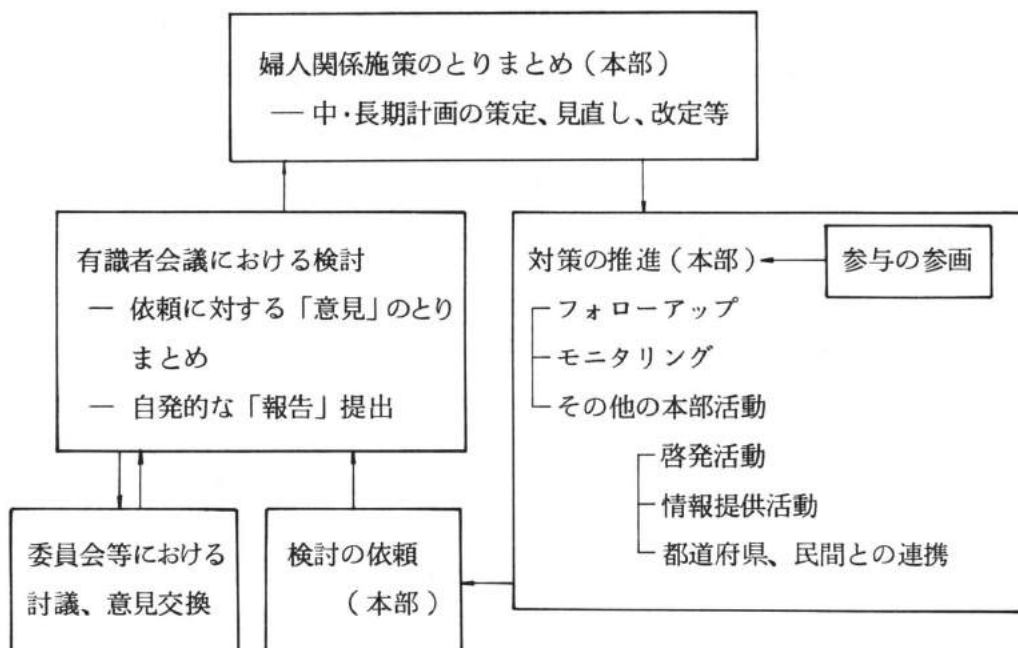 婦人関係施策のとりまとめ（本部）
― 中・長期計画の策定、見直し、改定等
有識者会議における検討
― 依頼に対する「意見」のとり
まとめ
― 自発的な「報告」提出
対策の推進（本部）
参与の参画
フォローアップ
モニタリング
その他の本部活動
啓発活動
情報提供活動
都道府県、民間との連携
委員会等における
討議、意見交換
検討の依頼
（本部）